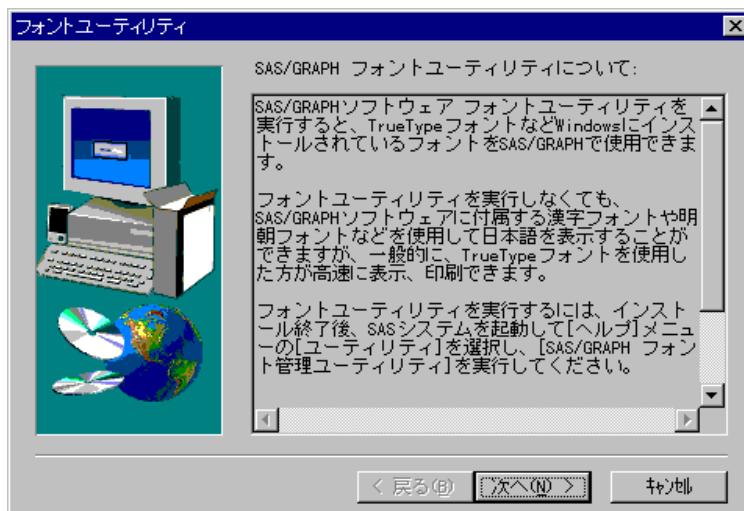 フォントユーティリティ
SAS/GRAPH フォントユーティリティについて:
SAS/GRAPHソフトウェア フォントユーティリティを
実行すると、TrueTypeフォントなどWindowsにインス
トールされているフォントをSAS/GRAPHで使用できま
す。
フォントユーティリティを実行しなくても、
SAS/GRAPHソフトウェアに付属する漢字フォントや明
朝フォントなどを使用して日本語を表示することが
できますが、一般的に、TrueTypeフォントを使用し
た方が高速に表示、印刷できます。
フォントユーティリティを実行するには、インスト
ール終了後、SASシステムを起動して[ヘルプ]メニュ
ーの[ユーティリティ]を選択し、[SAS/GRAPH フォン
ト管理ユーティリティ]を実行してください。
< 戻る(B) 次へ(N) > ｷｬﾝｾﾙ